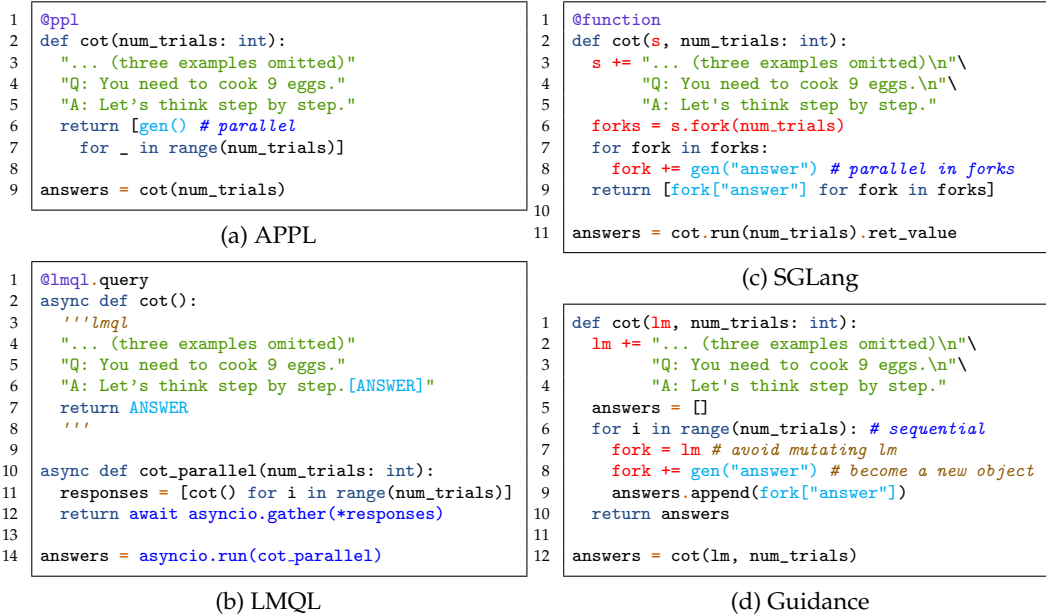 1 @ppl
2 def cot(num_trials: int):
3 "... (three examples omitted)"
4 "Q: You need to cook 9 eggs."
5 "A: Let's think step by step."
6 return [gen() # parallel
7 for _ in range(num_trials)]
8
9 answers = cot(num_trials)
(a) APPL
1 @lmql.query
2 async def cot():
3 '''lmql
4 "... (three examples omitted)"
5 "Q: You need to cook 9 eggs."
6 "A: Let's think step by step.[ANSWER]"
7 return ANSWER
8 '''
9
10 async def cot_parallel(num_trials: int):
11 responses = [cot() for i in range(num_trials)]
12 return await asyncio.gather(*responses)
13
14 answers = asyncio.run(cot_parallel)
(b) LMQL
1 @function
2 def cot(s, num_trials: int):
3 s += "... (three examples omitted)\n"\
4 "Q: You need to cook 9 eggs.\n"\
5 "A: Let's think step by step."
6 forks = s.fork(num_trials)
7 for fork in forks:
8 fork += gen("answer") # parallel in forks
9 return [fork["answer"] for fork in forks]
10
11 answers = cot.run(num_trials).ret_value
(c) SGLang
1 def cot(lm, num_trials: int):
2 lm += "... (three examples omitted)\n"\
3 "Q: You need to cook 9 eggs.\n"\
4 "A: Let's think step by step."
5 answers = []
6 for i in range(num_trials): # sequential
7 fork = lm # avoid mutating lm
8 fork += gen("answer") # become a new object
9 answers.append(fork["answer"])
10 return answers
11
12 answers = cot(lm, num_trials)
(d) Guidance